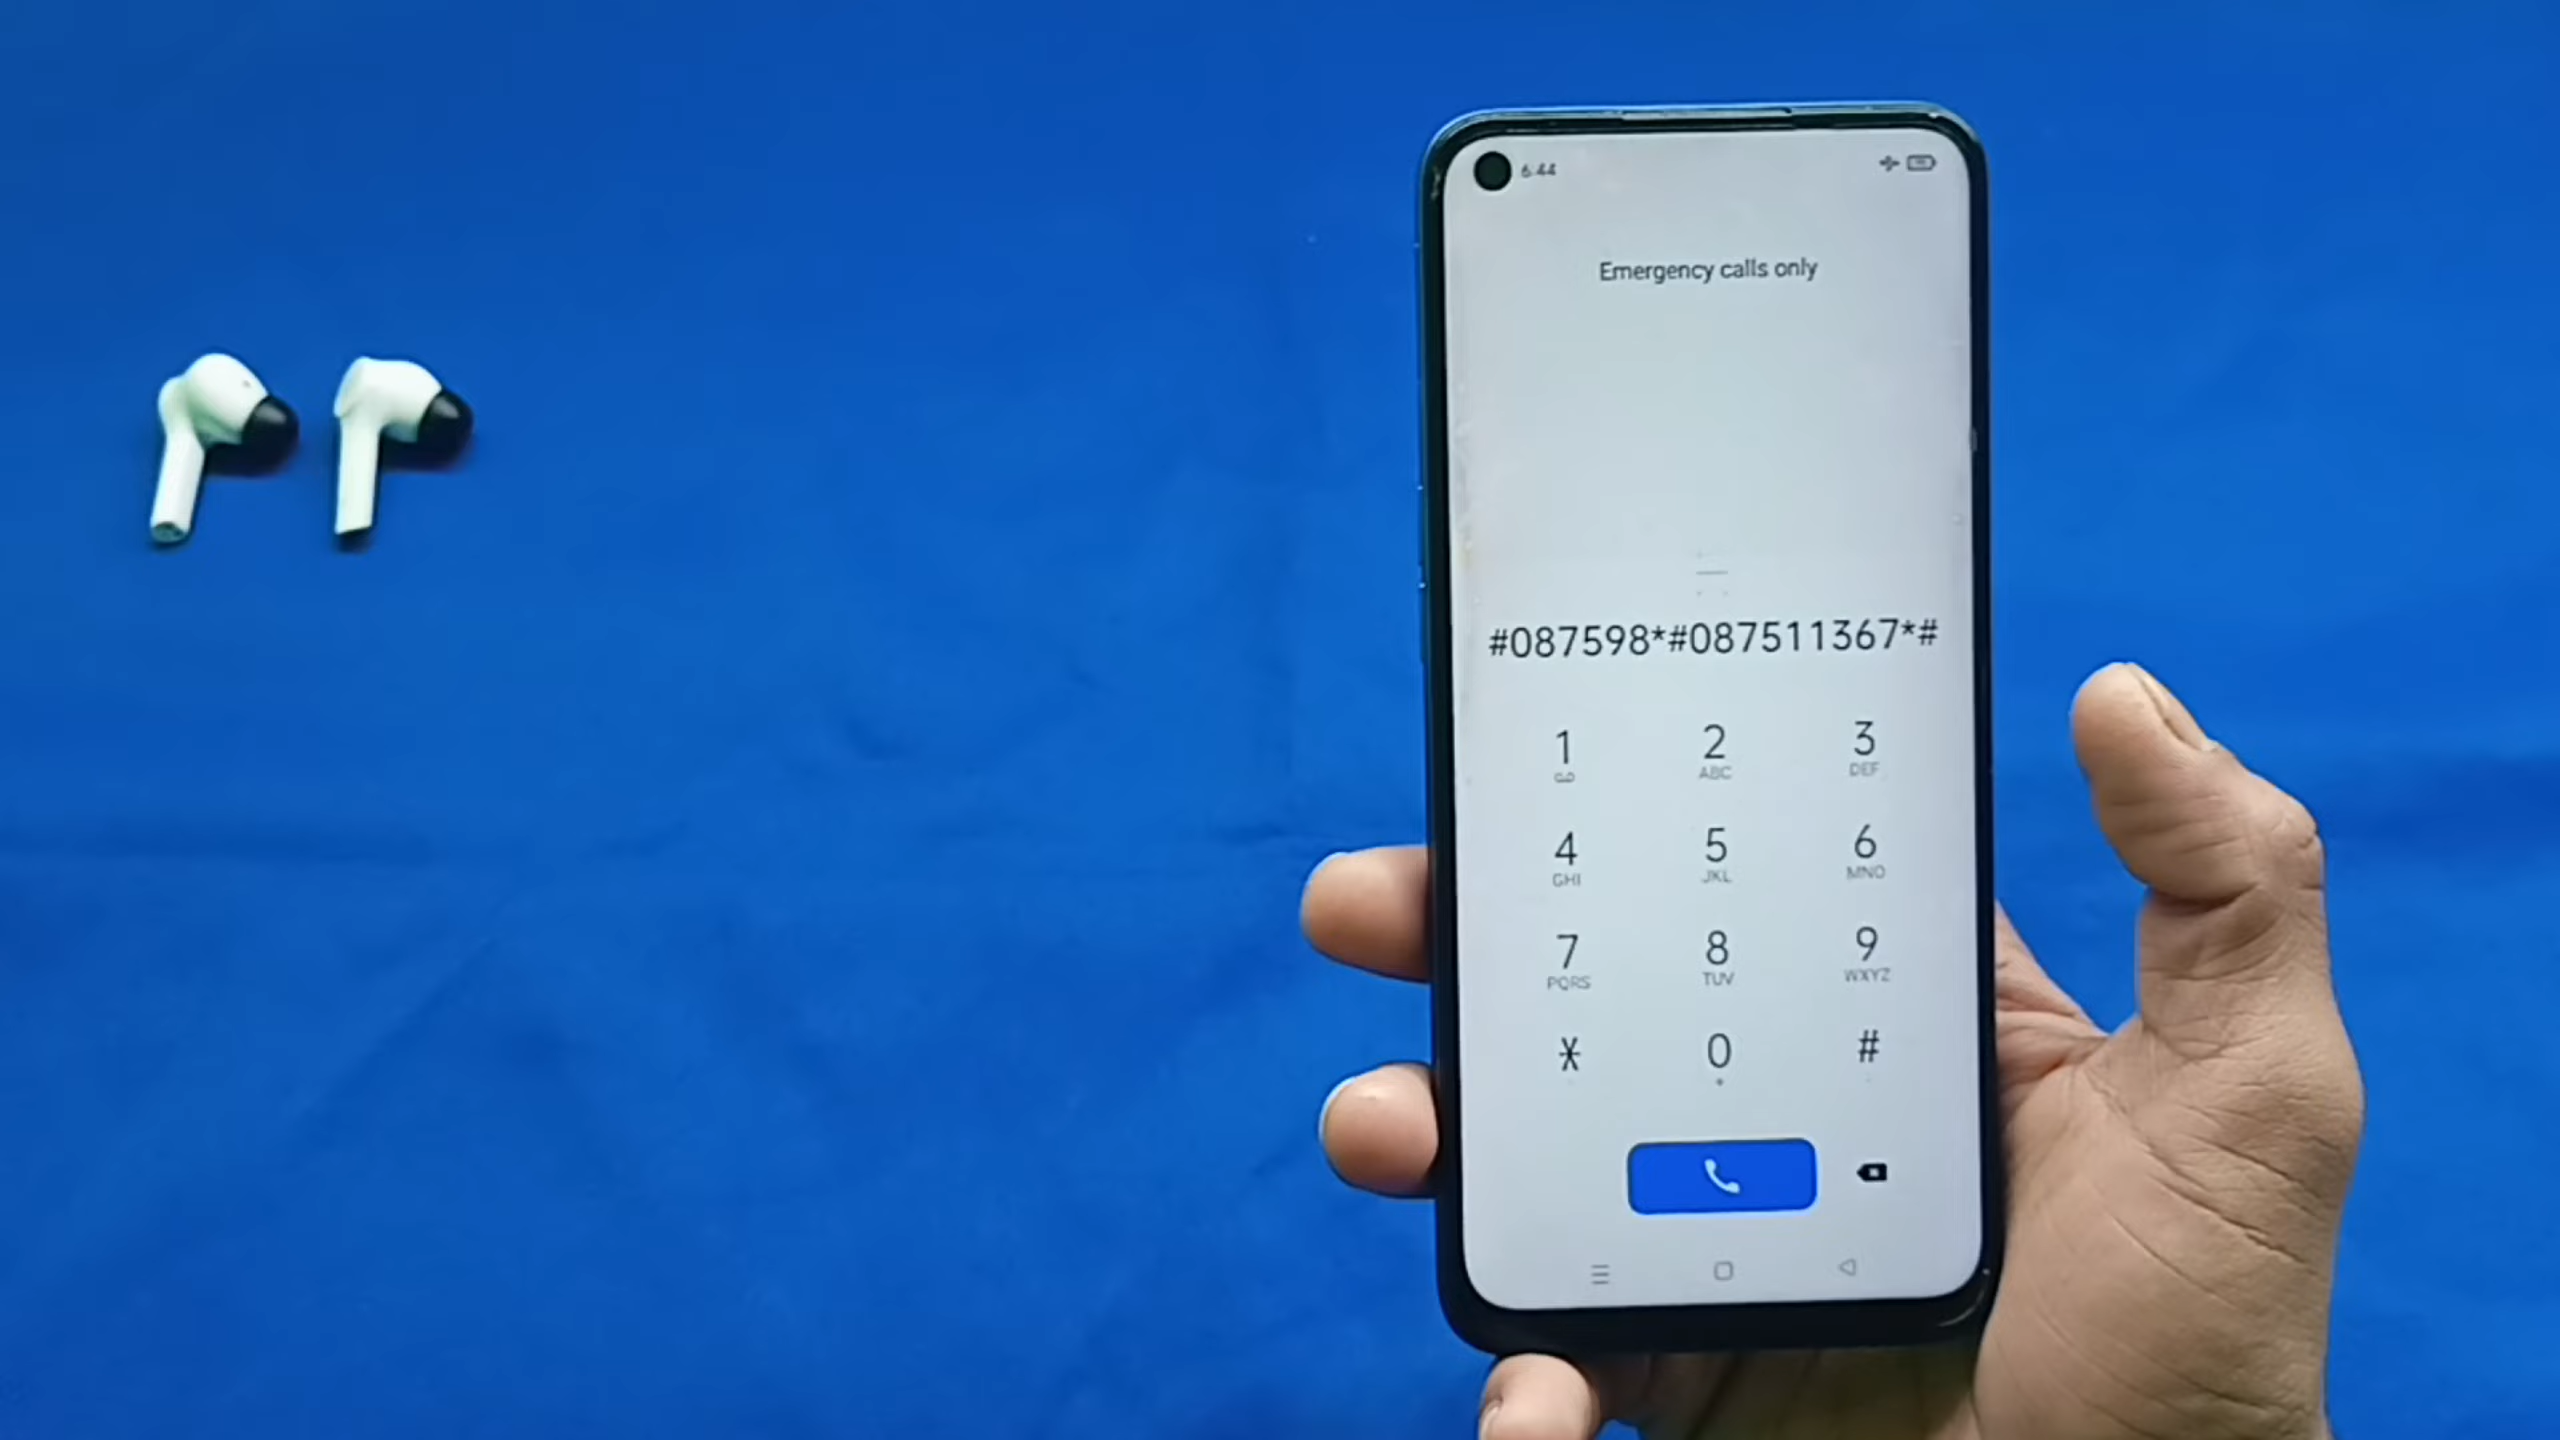 6:44
Emergency calls only
#087598*#087511367*#
1 2 3
ABC DEF
4 5 6
GHI JKL MNO
7 8 9
PQRS TUV WXYZ
* 0 #